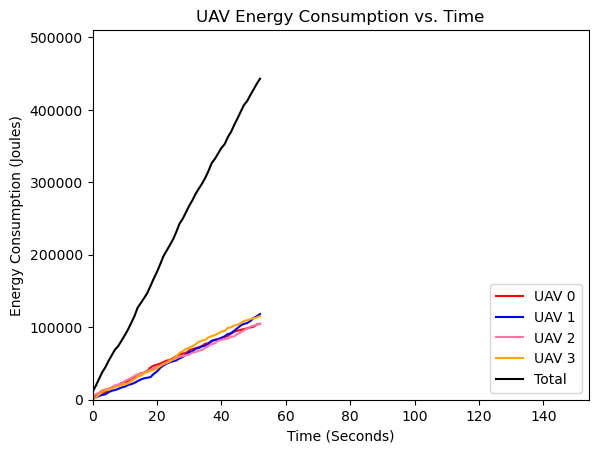 UAV Energy Consumption vs. Time
Energy Consumption (Joules)
500000
400000
300000
200000
100000
0
0 20 40 60 80 100 120 140
Time (Seconds)
UAV 0
UAV 1
UAV 2
UAV 3
Total